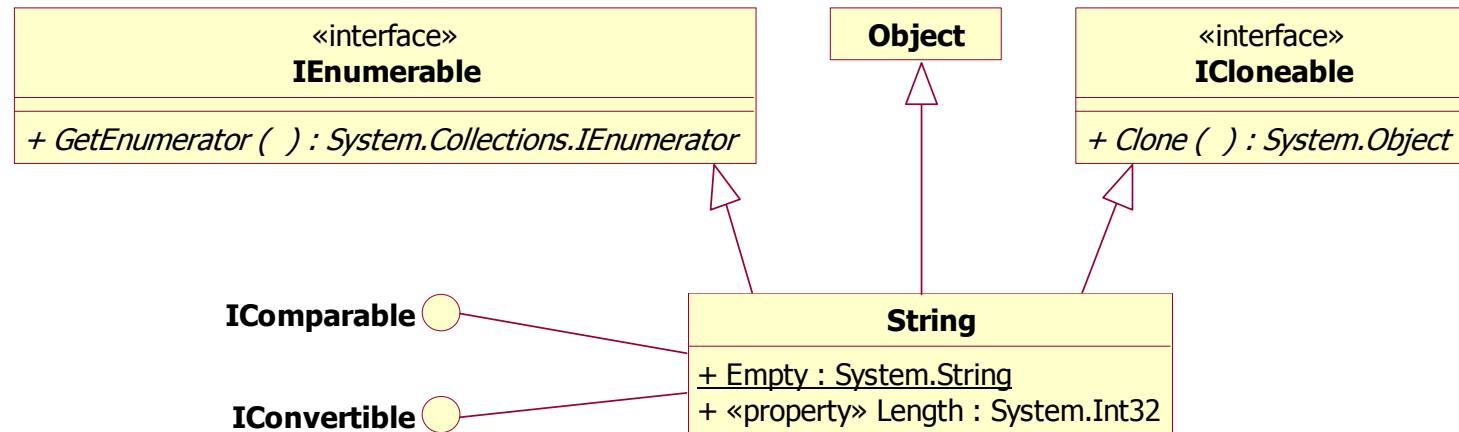 «interface»
IEnumerable
+ GetEnumerator (  ) : System.Collections.IEnumerator
Object
«interface»
ICloneable
+ Clone (  ) : System.Object
IComparable
IConvertible
String
+ Empty : System.String
+ «property» Length : System.Int32